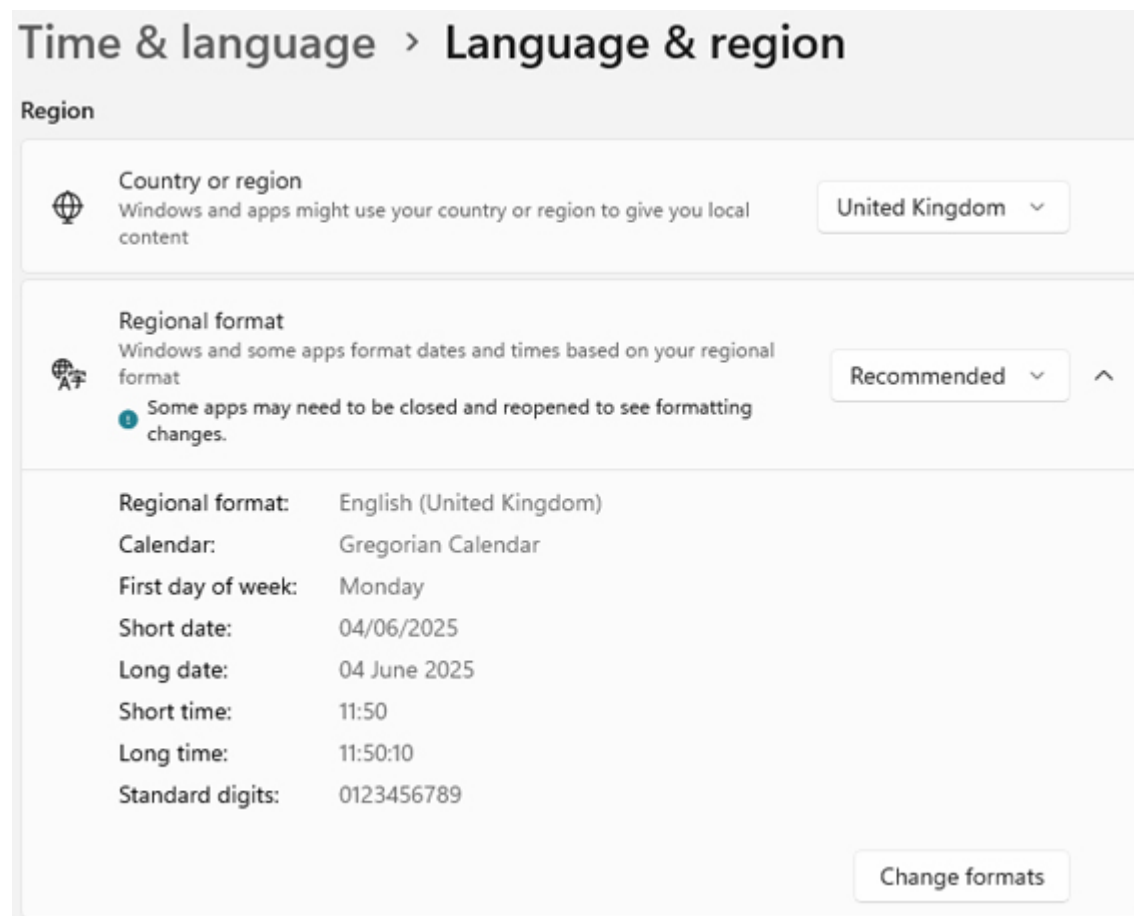 Time & language > Language & region
Region
Country or region
Windows and apps might use your country or region to give you local
content
United Kingdom
Regional format
Windows and some apps format dates and times based on your regional
format
Some apps may need to be closed and reopened to see formatting
changes.
Recommended
Regional format: English (United Kingdom)
Calendar: Gregorian Calendar
First day of week: Monday
Short date: 04/06/2025
Long date: 04 June 2025
Short time: 11:50
Long time: 11:50:10
Standard digits: 0123456789
Change formats